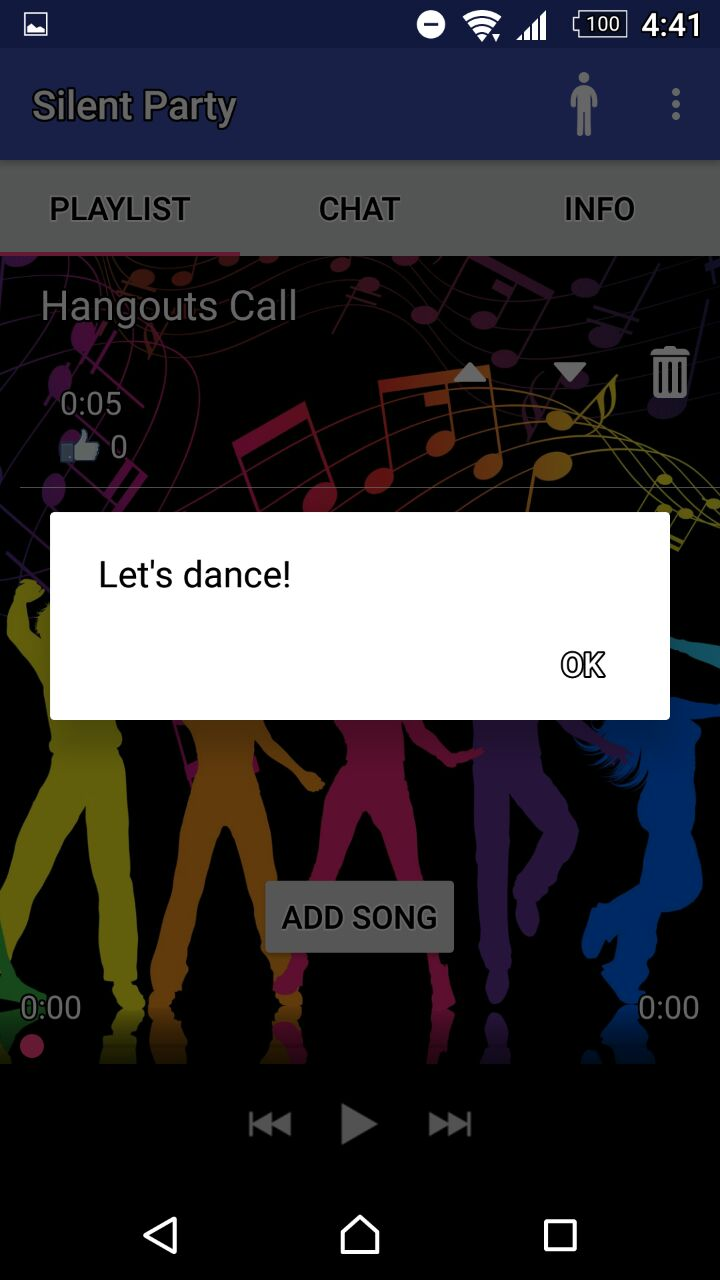 100 4:41
Silent Party
PLAYLIST CHAT INFO
Hangouts Call
0:05
0
Let's dance!
OK
ADD SONG
0:00 0:00